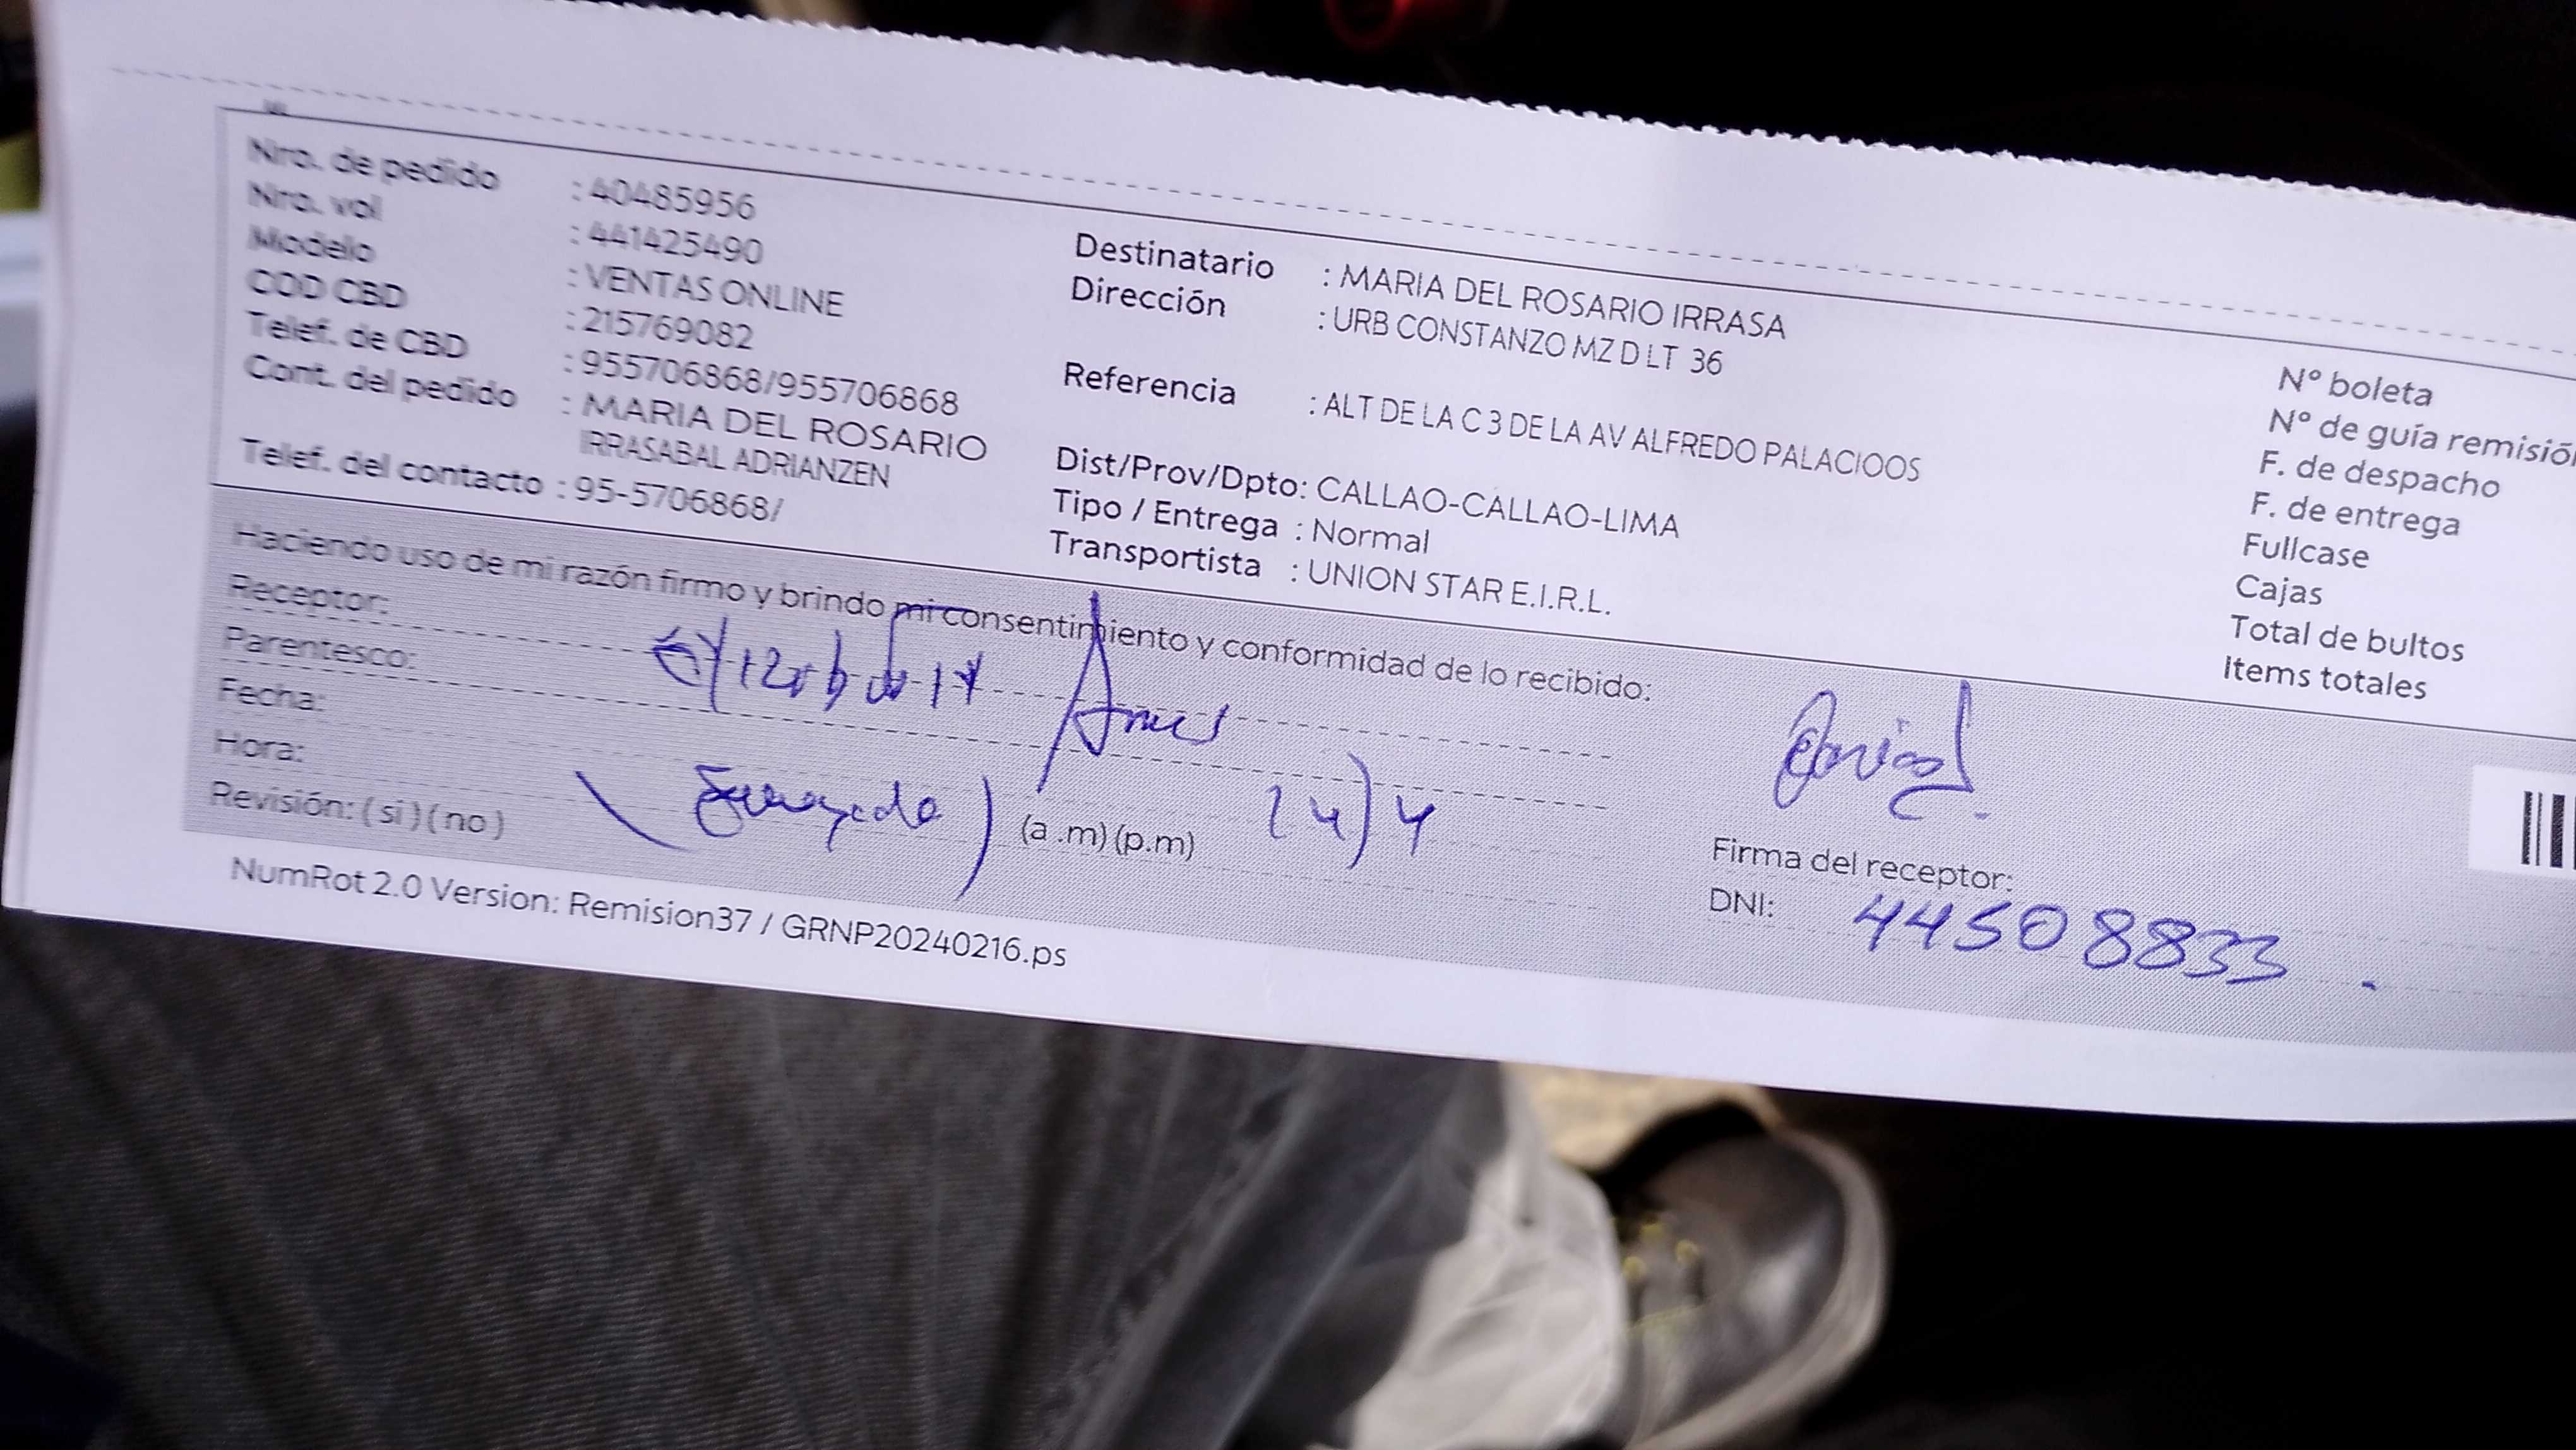 Nro. de pedido : 40485956
Nro. vol : 441425490
Modelo : VENTAS ONLINE
COD CBD : 215769082
Telef. de CBD : 955706868/955706868
Cont. del pedido : MARIA DEL ROSARIO
IRRASABAL ADRIANZEN
Telef. del contacto : 95-5706868/
Destinatario : MARIA DEL ROSARIO IRRASA
Dirección : URB CONSTANZO MZ D LT 36
Referencia : ALT DE LA C 3 DE LA AV ALFREDO PALACIOOS
Dist/Prov/Dpto: CALLAO-CALLAO-LIMA
Tipo / Entrega : Normal
Transportista : UNION STAR E.I.R.L.
N° boleta
N° de guía remisión
F. de despacho
F. de entrega
Fullcase
Cajas
Total de bultos
Items totales
Haciendo uso de mi razón firmo y brindo mi consentimiento y conformidad de lo recibido:
Receptor:
Parentesco:
Fecha:
Hora: (a .m) (p.m)
Revisión: ( si ) ( no )
Firma del receptor:
DNI: 44508833
NumRot 2.0 Version: Remision37 / GRNP20240216.ps